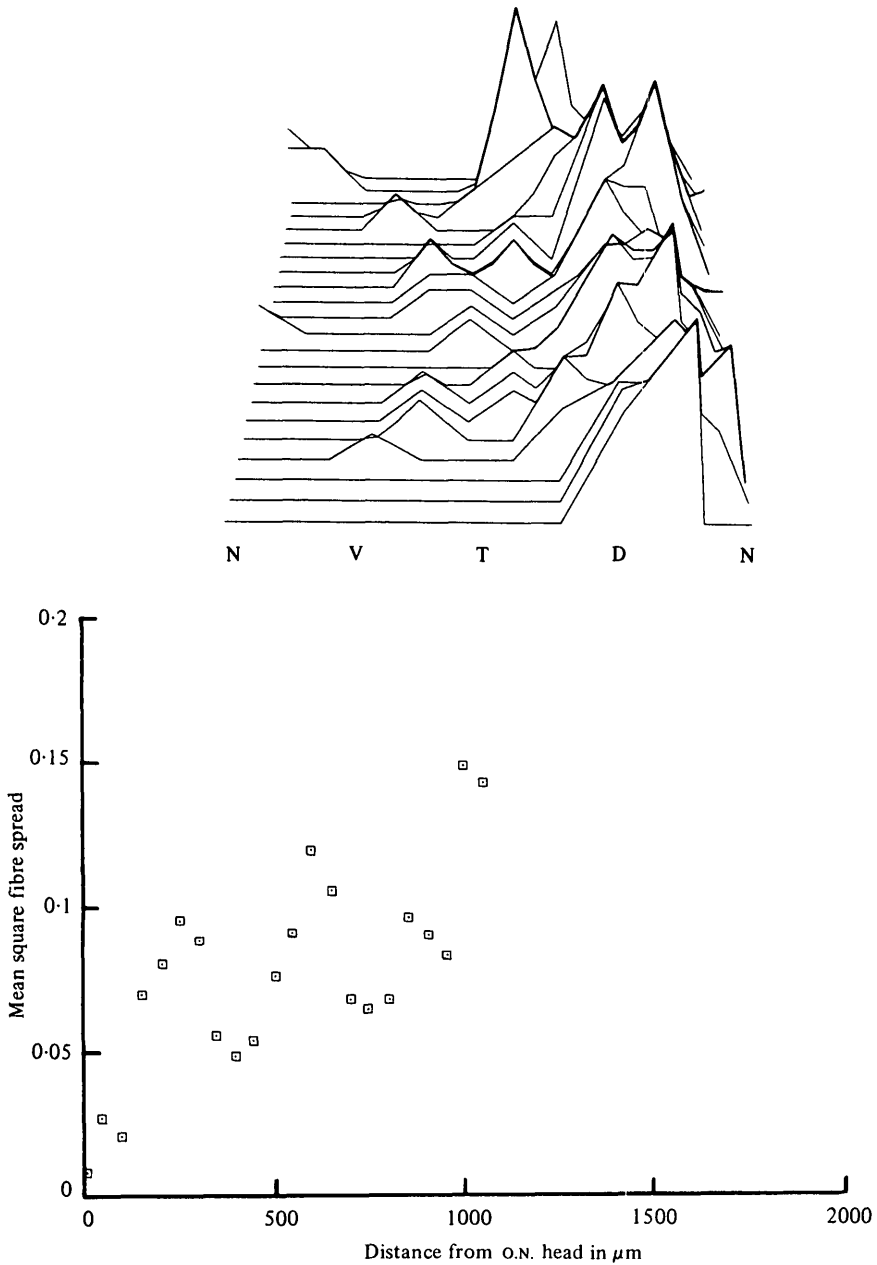 N V T D N
0·2
0·15
0·1
0·05
0
Mean square fibre spread
0 500 1000 1500 2000
Distance from O.N. head in μm